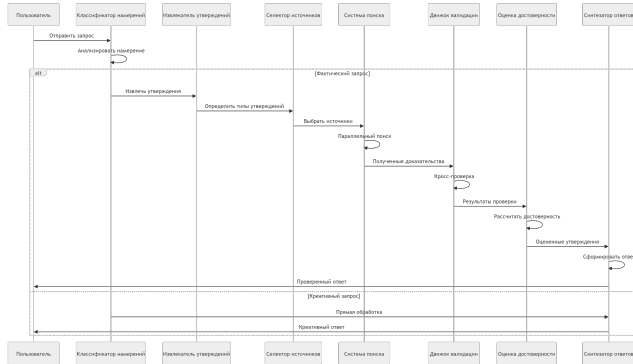 Пользователь Классификатор намерений Извлекатель утверждений Селектор источников Система поиска Движок валидации Оценка достоверности Синтезатор ответов
Отправить запрос
Анализировать намерение
alt [Фактический запрос]
Извлечь утверждения
Определить типы утверждений
Выбрать источники
Параллельный поиск
Полученные доказательства
Кросс-проверка
Результаты проверки
Рассчитать достоверность
Оцененные утверждения
Сформировать отве
Проверенный ответ
[Креативный запрос]
Прямая обработка
Креативный ответ
Пользователь Классификатор намерений Извлекатель утверждений Селектор источников Система поиска Движок валидации Оценка достоверности Синтезатор ответов